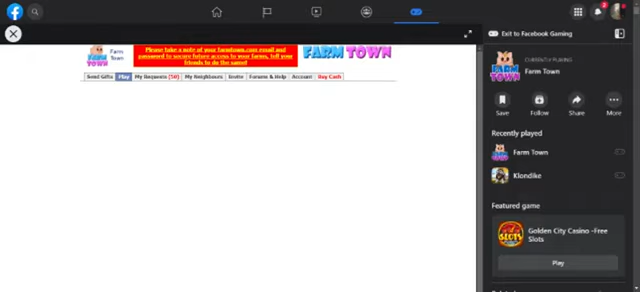 Exit to Facebook Gaming
Farm
Town
Please take a note of your farmtown.com email and
password to secure future access to your farms, tell your
friends to do the same!
FARM TOWN
Send Gifts Play My Requests (50) My Neighbours Invite Forums & Help Account Buy Cash
CURRENTLY PLAYING
Farm Town
Save Follow Share More
Recently played
Farm Town
Klondike
Featured game
Golden City Casino -Free
Slots
Play